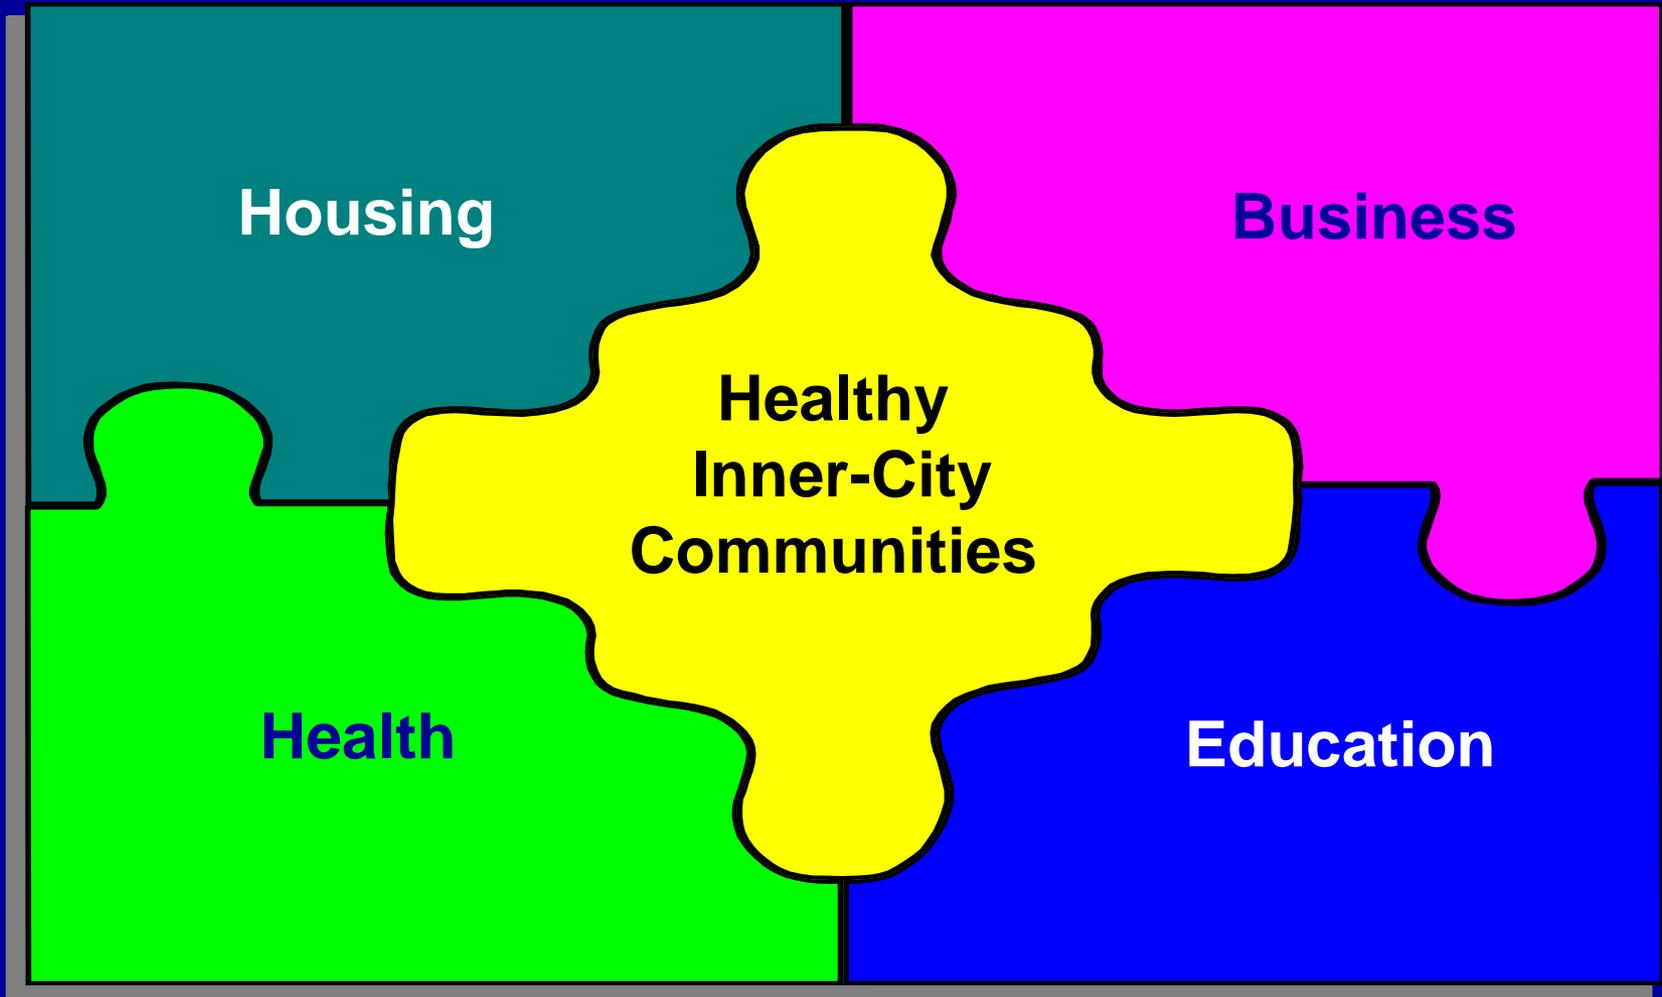 Housing
Business
Healthy
Inner-City
Communities
Health
Education